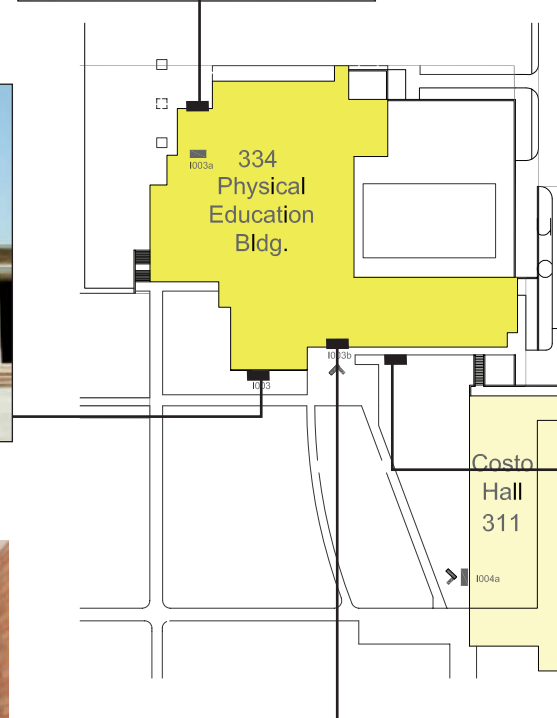 I003a
334
Physical
Education
Bldg.
I003b
I003
Costo
Hall
311
I004a